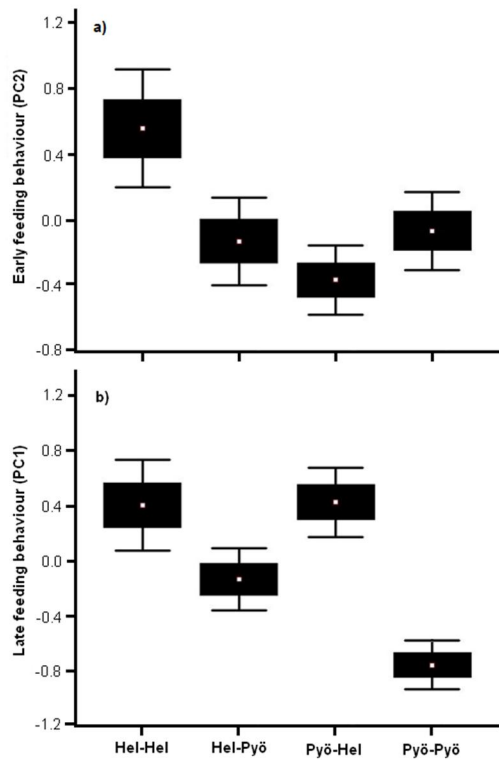 a)
Early feeding behaviour (PC2)
1.2
0.8
0.4
0.0
-0.4
-0.8
b)
Late feeding behaviour (PC1)
1.2
0.8
0.4
0.0
-0.4
-0.8
-1.2
Hel-Hel Hel-Pyö Pyö-Hel Pyö-Pyö